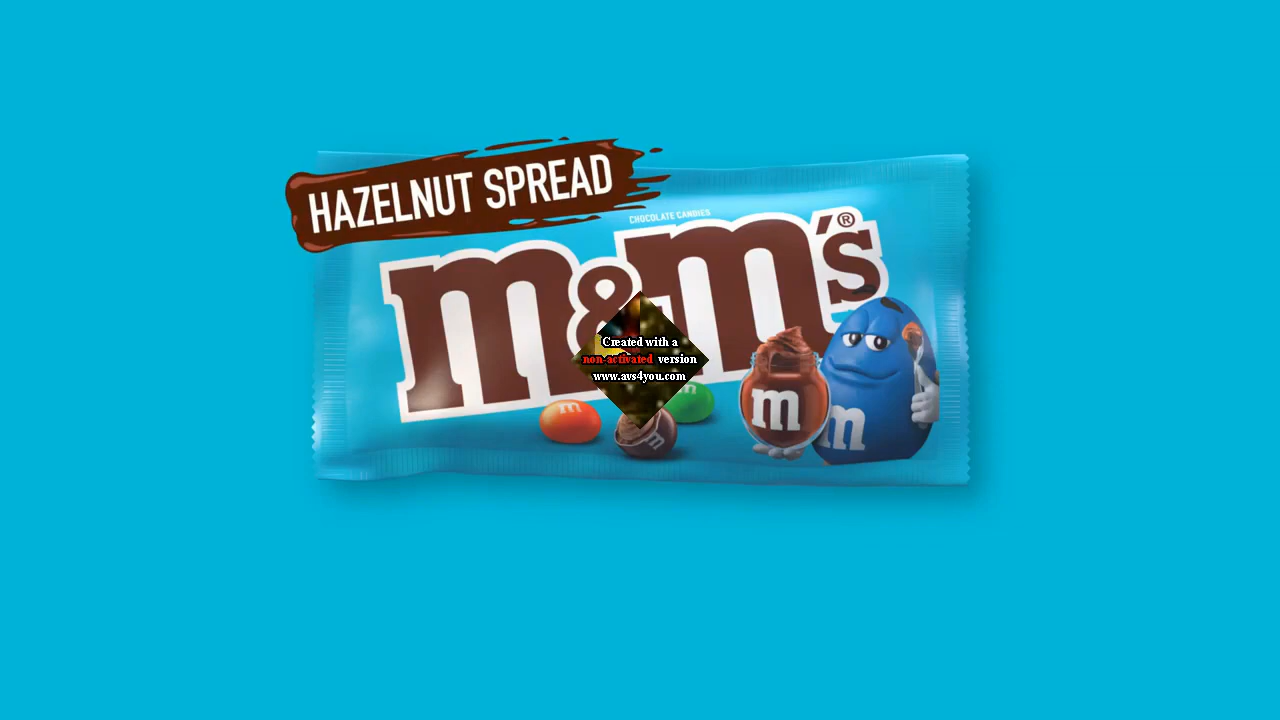 HAZELNUT SPREAD
CHOCOLATE CANDIES
m&m's®
Created with a
non-activated version
www.avs4you.com
m
m
m
m
m